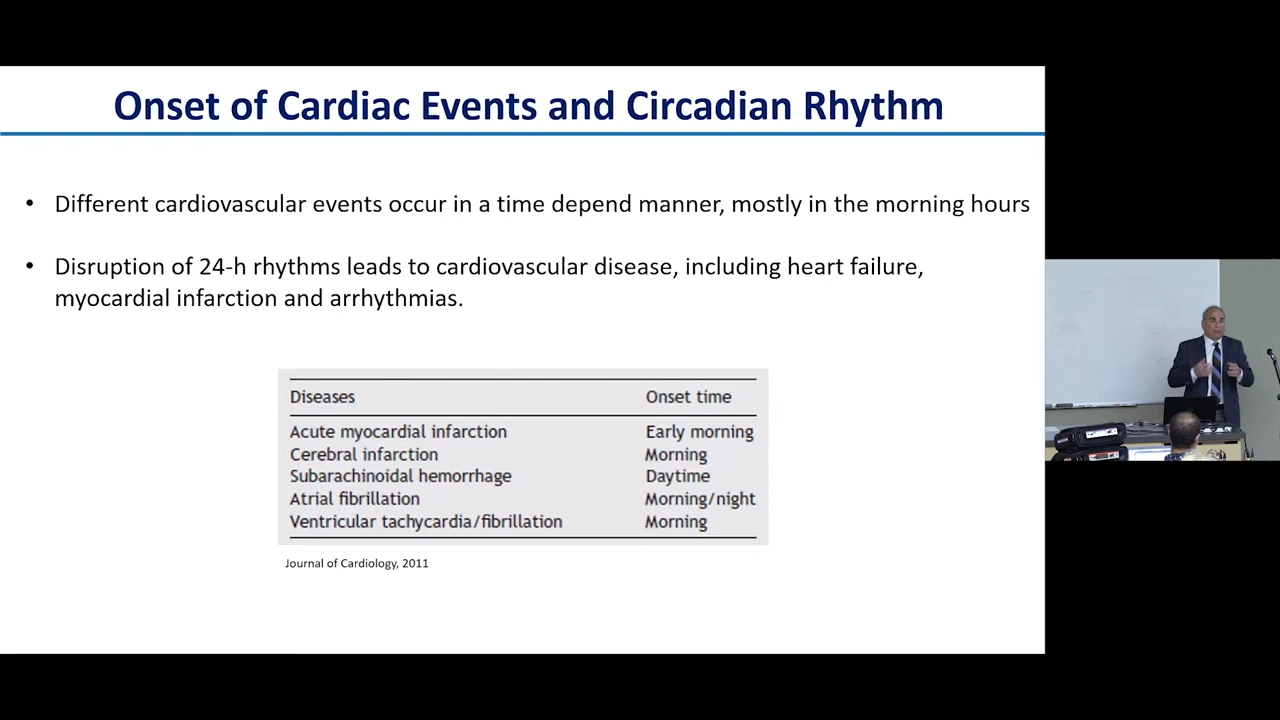 Onset of Cardiac Events and Circadian Rhythm
• Different cardiovascular events occur in a time depend manner, mostly in the morning hours
• Disruption of 24-h rhythms leads to cardiovascular disease, including heart failure,
myocardial infarction and arrhythmias.
Diseases Onset time
Acute myocardial infarction Early morning
Cerebral infarction Morning
Subarachinoidal hemorrhage Daytime
Atrial fibrillation Morning/night
Ventricular tachycardia/fibrillation Morning
Journal of Cardiology, 2011